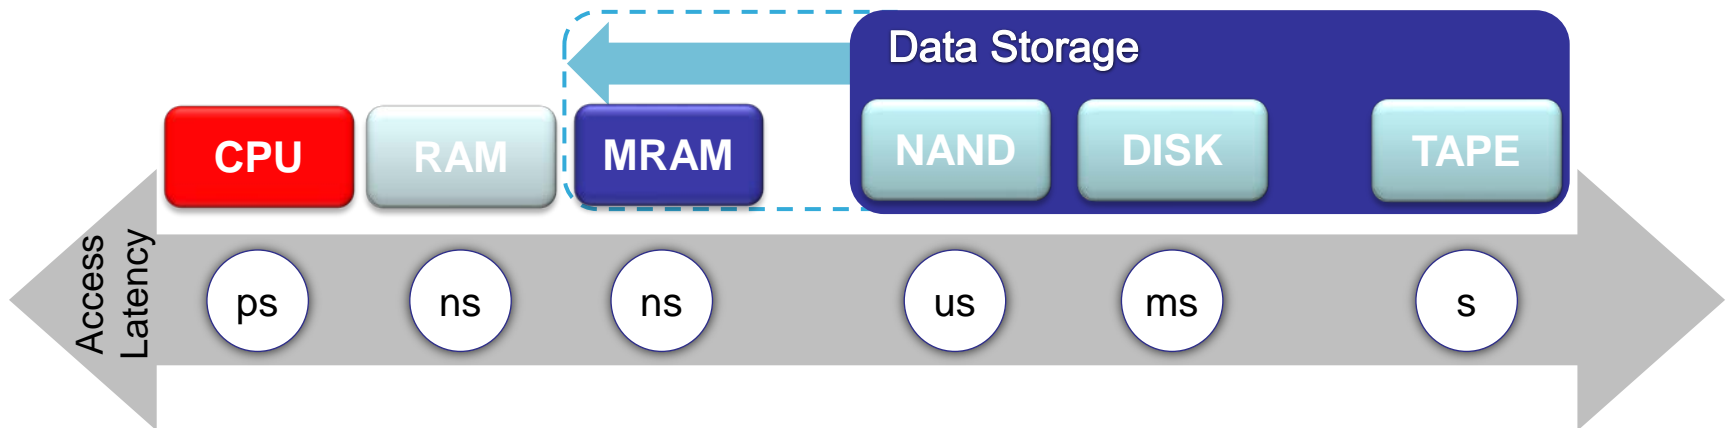 Data Storage
CPU
RAM
MRAM
NAND
DISK
TAPE
Access
Latency
ps
ns
ns
us
ms
s